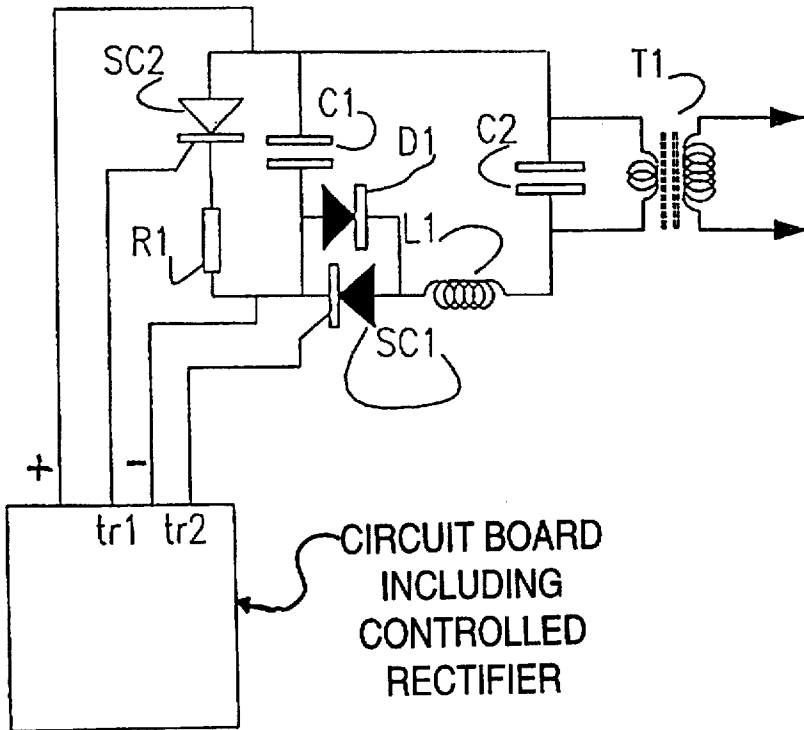 SC2
C1
T1
D1
C2
R1
L1
SC1
+
-
tr1
tr2
CIRCUIT BOARD
INCLUDING
CONTROLLED
RECTIFIER